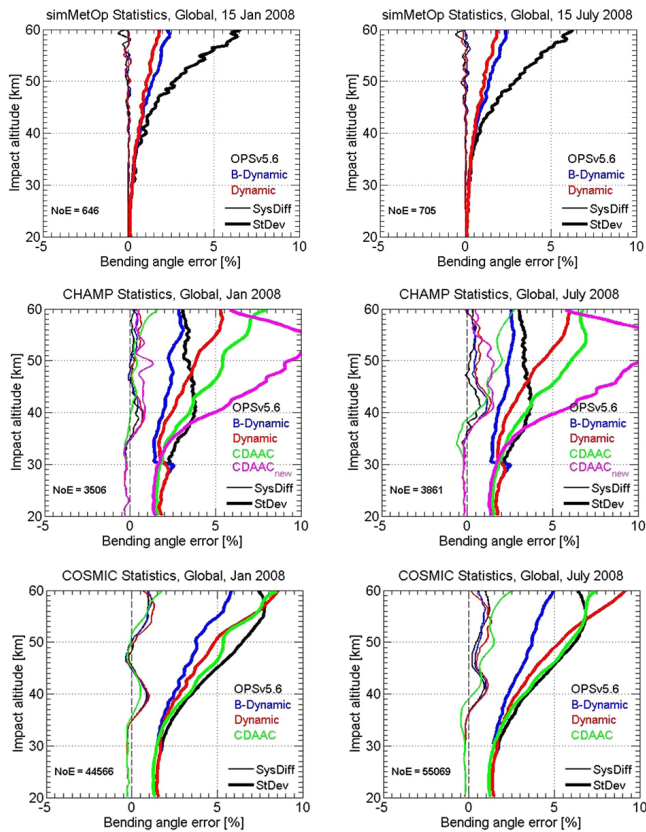 simMetOp Statistics, Global, 15 Jan 2008
60
50
40
30
20
Impact altitude [km]
OPSv5.6
B-Dynamic
Dynamic
NoE = 646
SysDiff
StDev
-5 0 5 10
Bending angle error [%]
simMetOp Statistics, Global, 15 July 2008
60
50
40
30
20
Impact altitude [km]
OPSv5.6
B-Dynamic
Dynamic
NoE = 705
SysDiff
StDev
-5 0 5 10
Bending angle error [%]
CHAMP Statistics, Global, Jan 2008
60
50
40
30
20
Impact altitude [km]
OPSv5.6
B-Dynamic
Dynamic
CDAAC
CDAACnew
NoE = 3506
SysDiff
StDev
-5 0 5 10
Bending angle error [%]
CHAMP Statistics, Global, July 2008
60
50
40
30
20
Impact altitude [km]
OPSv5.6
B-Dynamic
Dynamic
CDAAC
CDAACnew
NoE = 3861
SysDiff
StDev
-5 0 5 10
Bending angle error [%]
COSMIC Statistics, Global, Jan 2008
60
50
40
30
20
Impact altitude [km]
OPSv5.6
B-Dynamic
Dynamic
CDAAC
NoE = 44566
SysDiff
StDev
-5 0 5 10
Bending angle error [%]
COSMIC Statistics, Global, July 2008
60
50
40
30
20
Impact altitude [km]
OPSv5.6
B-Dynamic
Dynamic
CDAAC
NoE = 55069
SysDiff
StDev
-5 0 5 10
Bending angle error [%]